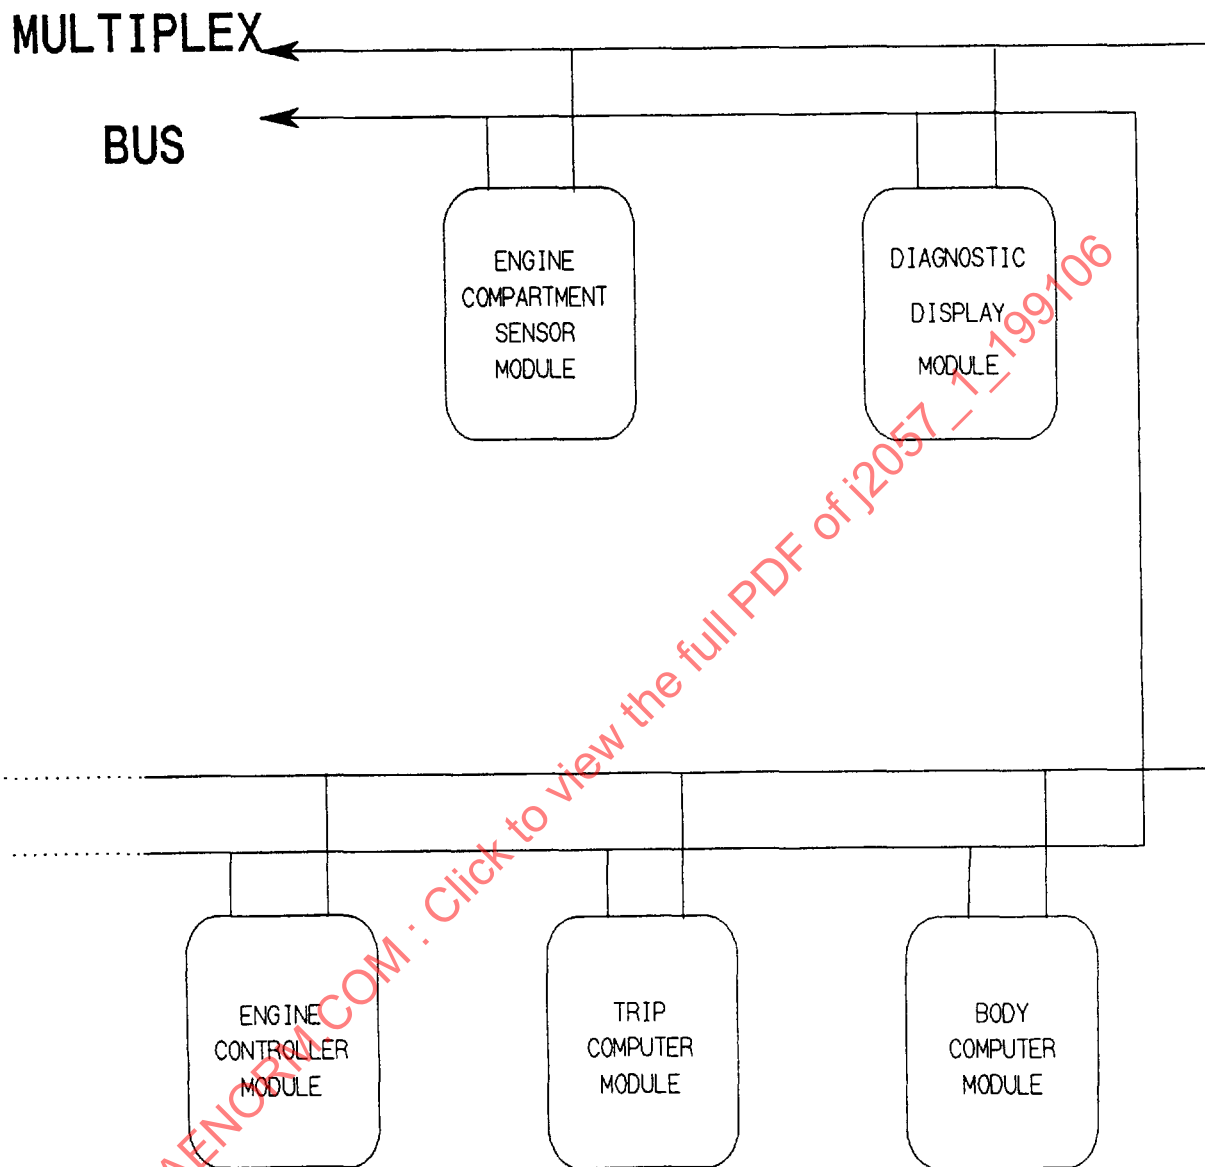 MULTIPLEX
BUS
ENGINE
COMPARTMENT
SENSOR
MODULE
DIAGNOSTIC
DISPLAY
MODULE
ENGINE
CONTROLLER
MODULE
TRIP
COMPUTER
MODULE
BODY
COMPUTER
MODULE
AENORM.COM : Click to view the full PDF of j2057_1_199106